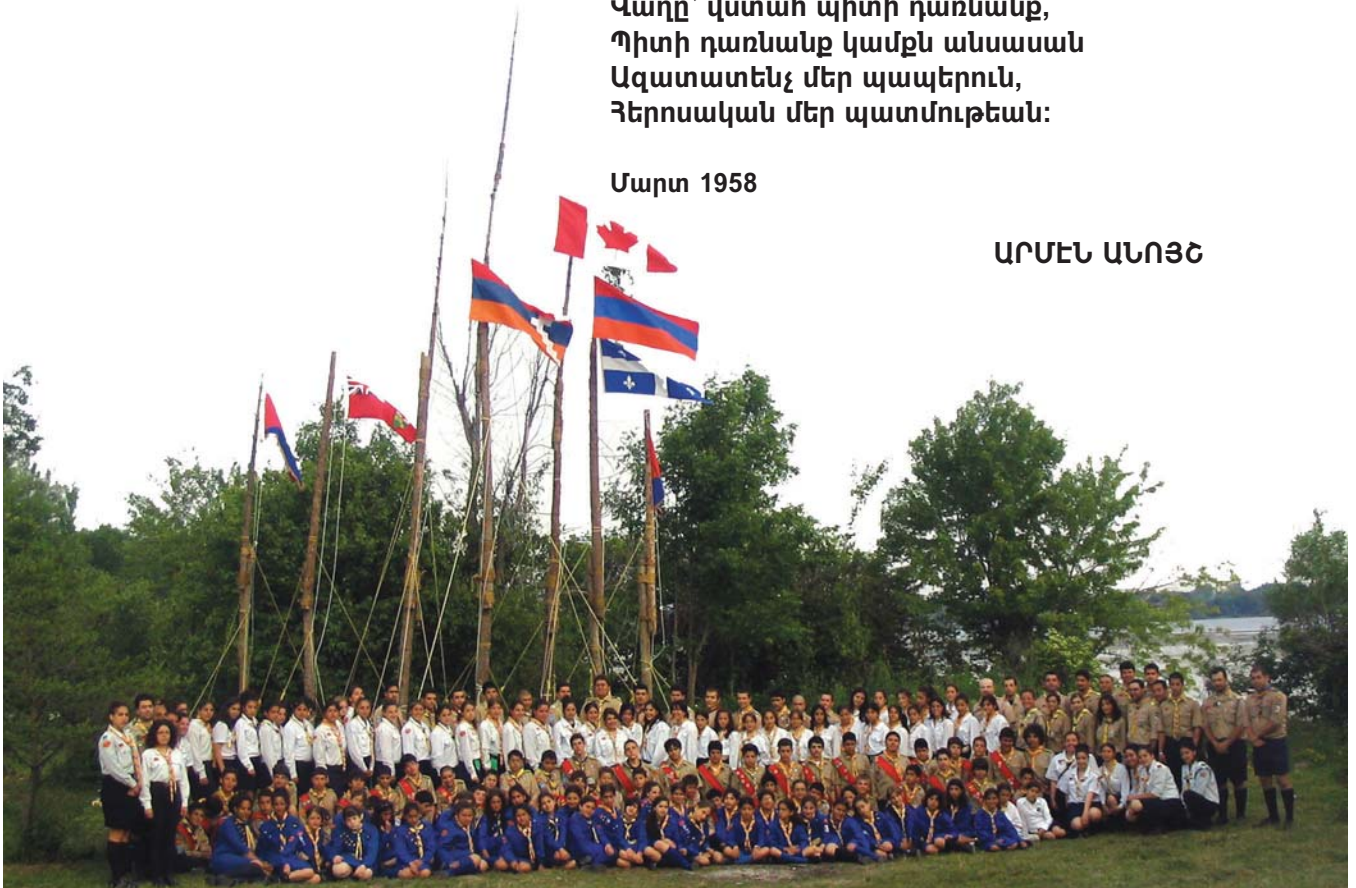 Վաղը՝ վստահ պիտի դառնանք,
Պիտի դառնանք կամքն անսասան
Ազատատենչ մեր պապերուն,
Հերոսական մեր պատմութեան:
Մարտ 1958
ԱՐՄԷՆ ԱՆՈՅՇ